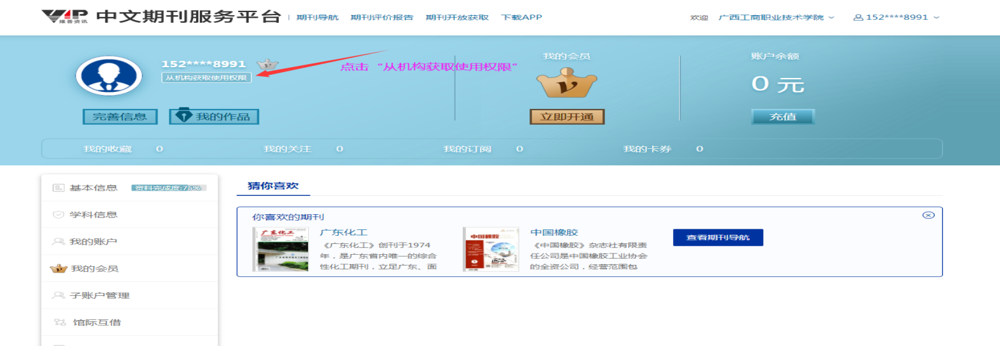 VIP 维普资讯 中文期刊服务平台 期刊导航 期刊评价报告 期刊开放获取 下载APP 欢迎 广西工商职业技术学院 152****8991
152****8991
从机构获取使用权限
点击“从机构获取使用权限”
完善信息 我的作品
我的会员
立即开通
账户余额
0 元
充值
我的收藏 0 我的关注 0 我的订阅 0 我的卡券 0
基本信息 资料完成度:75%
学科信息
我的账户
我的会员
子账户管理
馆际互借
猜你喜欢
你喜欢的期刊
广东化工
广东化工
《广东化工》创刊于1974
年，是广东省内唯一的综合
性化工期刊，立足广东、面
中国橡胶
中国橡胶
《中国橡胶》杂志社有限责
任公司是中国橡胶工业协会
的全资公司，经营范围包
查看期刊导航